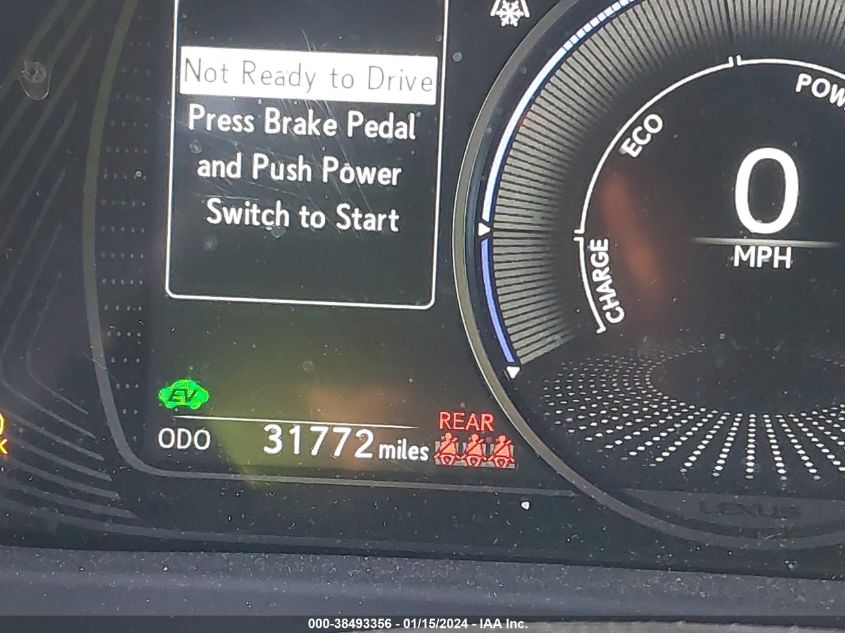 Not Ready to Drive
Press Brake Pedal
and Push Power
Switch to Start
ECO
CHARGE
0
MPH
EV
ODO 31772 miles
REAR
LEXUS
000-38493356 - 01/15/2024 - IAA Inc.